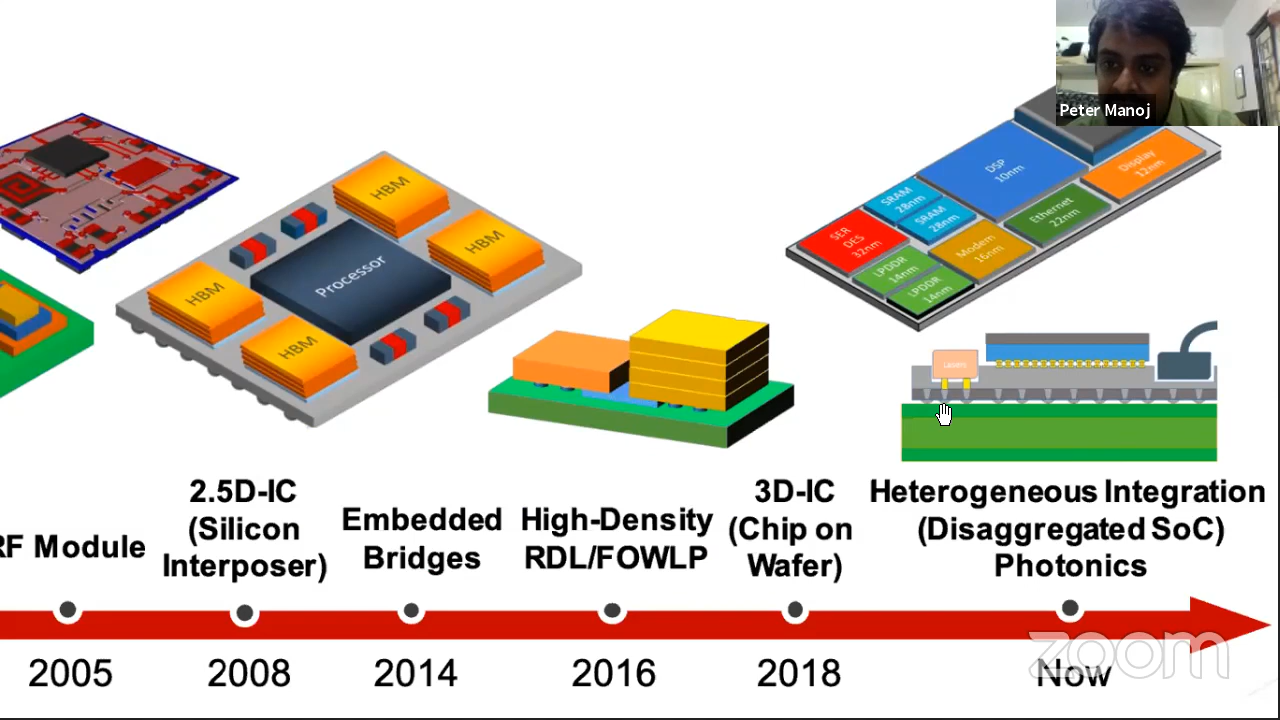 Peter Manoj
HBM
HBM
HBM
HBM
Processor
DSP
10nm
Display
12nm
SRAM
28nm
SRAM
28nm
Ethernet
22nm
SER
DES
32nm
Modem
16nm
LPDDR
14nm
LPDDR
14nm
Lasers
RF Module
2.5D-IC
(Silicon
Interposer)
Embedded
Bridges
High-Density
RDL/FOWLP
3D-IC
(Chip on
Wafer)
Heterogeneous Integration
(Disaggregated SoC)
Photonics
2005
2008
2014
2016
2018
Now
zoom